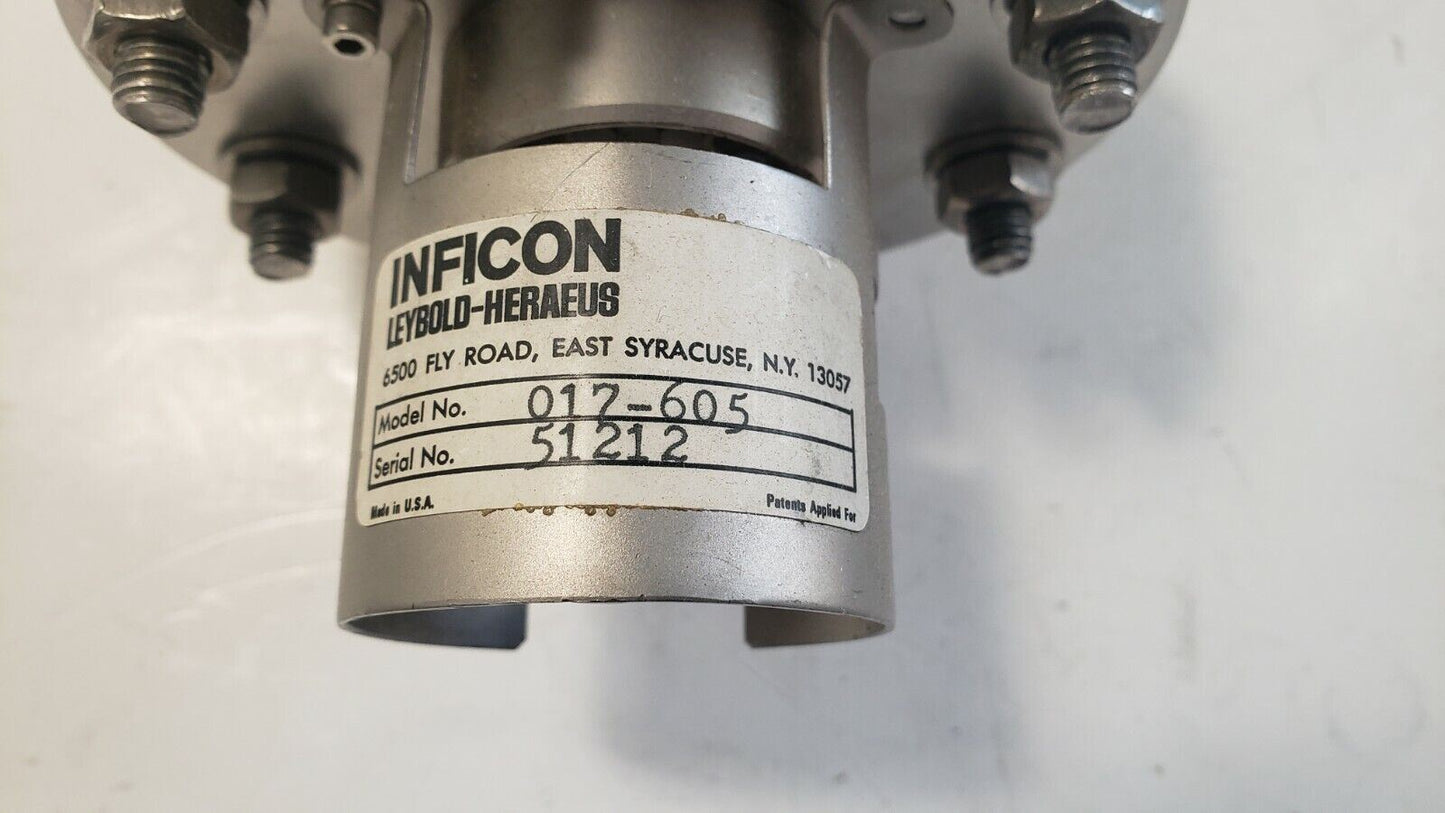 INFICON
LEYBOLD-HERAEUS
6500 FLY ROAD, EAST SYRACUSE, N.Y. 13057
Model No. 017-605
Serial No. 51212
Made in U.S.A. Patents Applied For